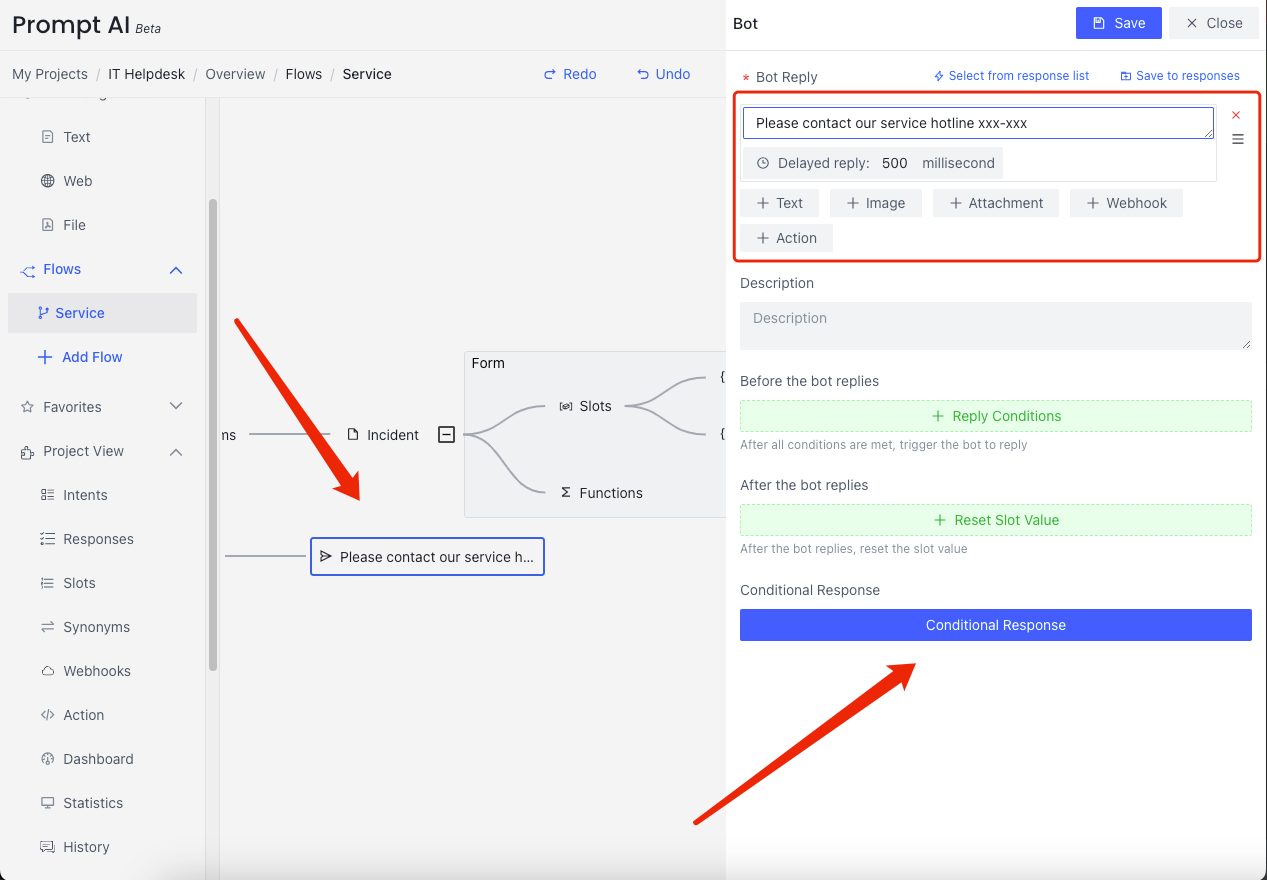 Prompt AI Beta
My Projects / IT Helpdesk / Overview / Flows / Service
Redo
Undo
Text
Web
File
Flows
Service
Add Flow
Favorites
Project View
Intents
Responses
Slots
Synonyms
Webhooks
Action
Dashboard
Statistics
History
ms
Incident
Form
Slots
{
{
Functions
Please contact our service h...
Bot
Save
Close
* Bot Reply
Select from response list
Save to responses
Please contact our service hotline xxx-xxx
Delayed reply: 500 millisecond
+ Text
+ Image
+ Attachment
+ Webhook
+ Action
Description
Description
Before the bot replies
+ Reply Conditions
After all conditions are met, trigger the bot to reply
After the bot replies
+ Reset Slot Value
After the bot replies, reset the slot value
Conditional Response
Conditional Response